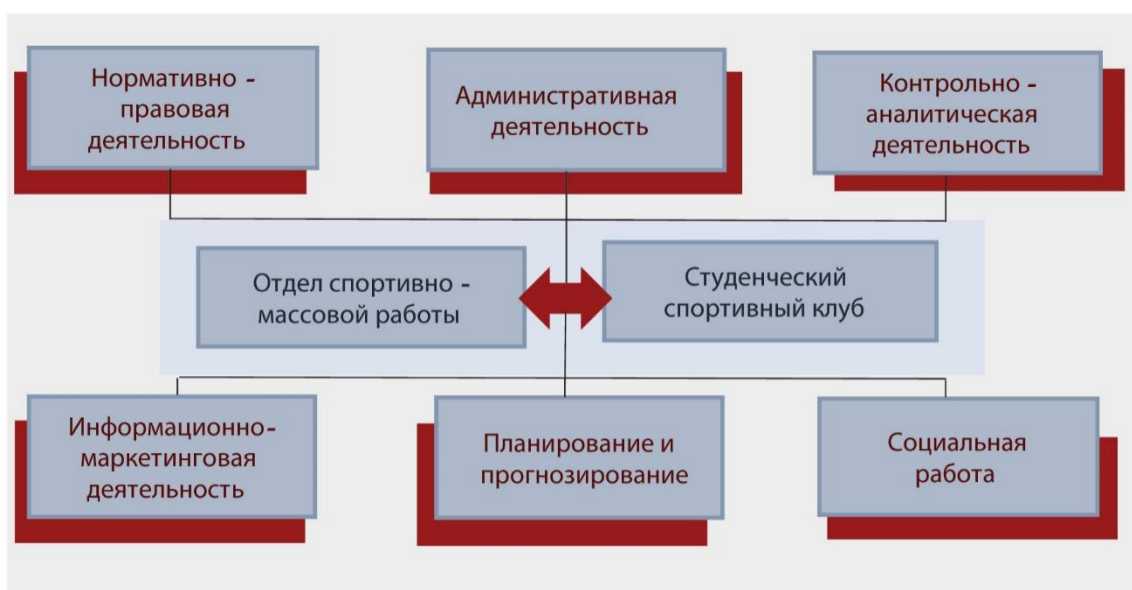 Нормативно -
правовая
деятельность
Административная
деятельность
Контрольно -
аналитическая
деятельность
Отдел спортивно -
массовой работы
Студенческий
спортивный клуб
Информационно-
маркетинговая
деятельность
Планирование и
прогнозирование
Социальная
работа